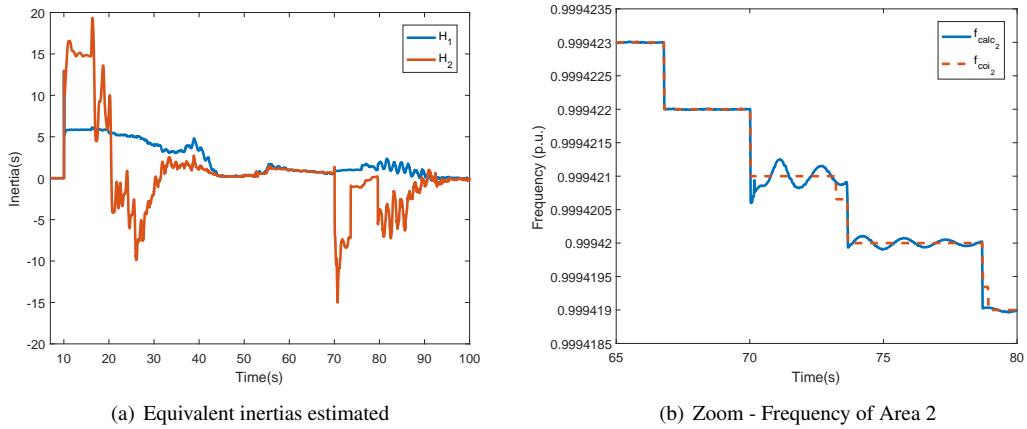 20
15
10
5
0
-5
-10
-15
-20
Inertia(s)
10 20 30 40 50 60 70 80 90 100
Time(s)
H1
H2
(a) Equivalent inertias estimated
0.9994235
0.999423
0.9994225
0.999422
0.9994215
0.999421
0.9994205
0.99942
0.9994195
0.999419
0.9994185
Frequency (p.u.)
65 70 75 80
Time(s)
fcalc2
fcoi2
(b) Zoom - Frequency of Area 2